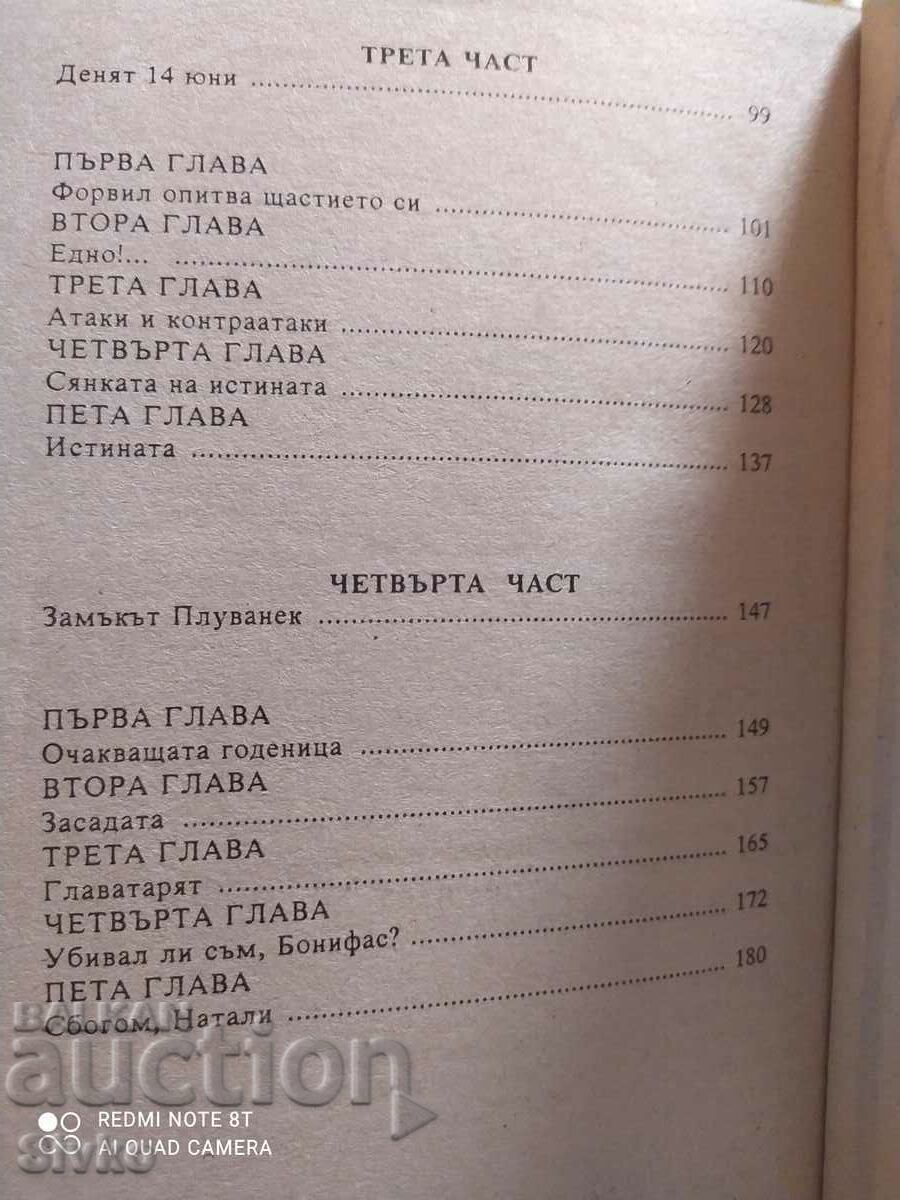 ТРЕТА ЧАСТ
Денят 14 юни ........ 99
ПЪРВА ГЛАВА
Форвил опитва щастието си ........ 101
ВТОРА ГЛАВА
Едно!... ........ 110
ТРЕТА ГЛАВА
Атаки и контраатаки ........ 120
ЧЕТВЪРТА ГЛАВА
Сянката на истината ........ 128
ПЕТА ГЛАВА
Истината ........ 137
ЧЕТВЪРТА ЧАСТ
Замъкът Плуванек ........ 147
ПЪРВА ГЛАВА
Очакващата годеница ........ 149
ВТОРА ГЛАВА
Засадата ........ 157
ТРЕТА ГЛАВА
Главатарят ........ 165
ЧЕТВЪРТА ГЛАВА
Убивал ли съм, Бонифас? ........ 172
ПЕТА ГЛАВА
Сбогом, Натали ........ 180
BALKAN
auction
REDMI NOTE 8T
AI QUAD CAMERA
Sivko